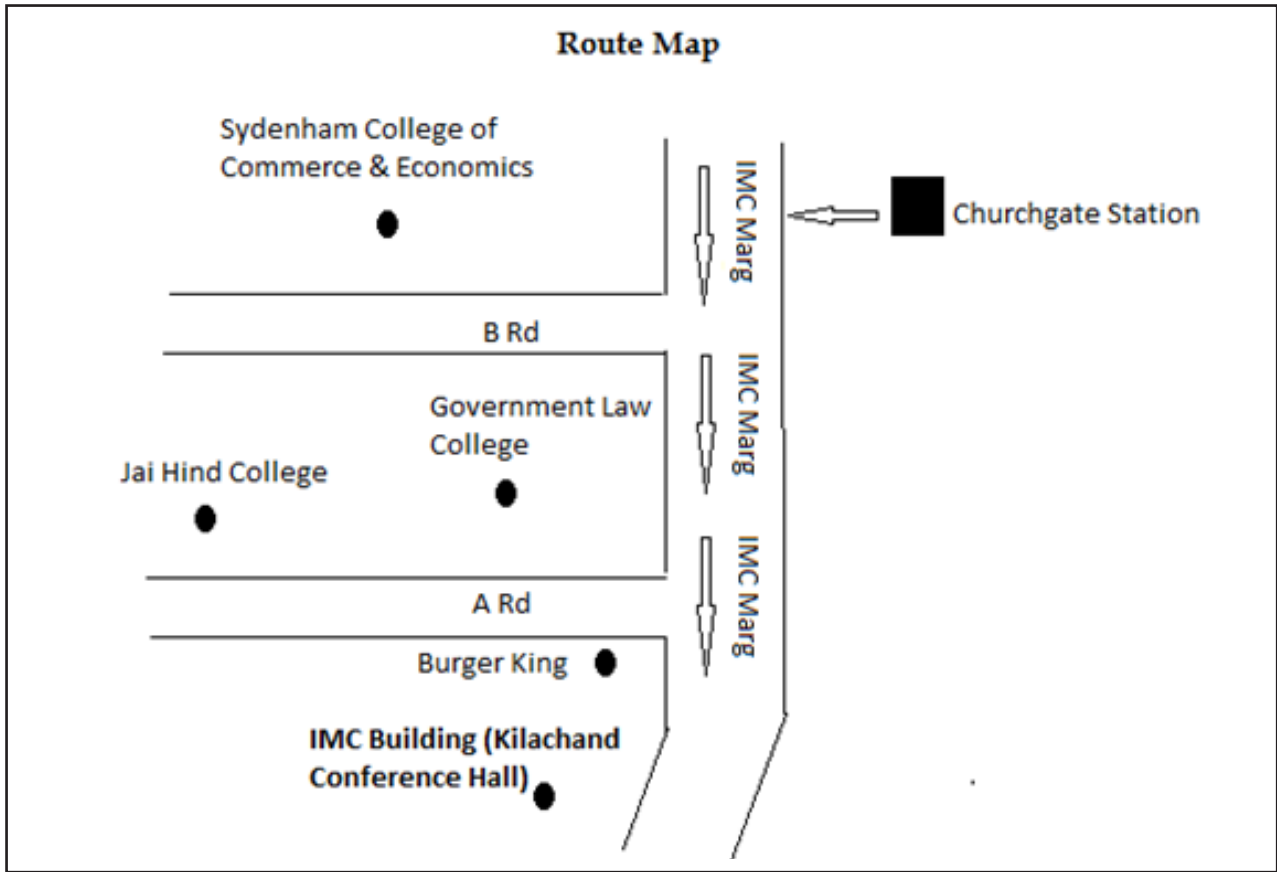 Route Map
Sydenham College of
Commerce & Economics
IMC Marg
Churchgate Station
B Rd
IMC Marg
Government Law
College
Jai Hind College
IMC Marg
A Rd
Burger King
IMC Building (Kilachand
Conference Hall)